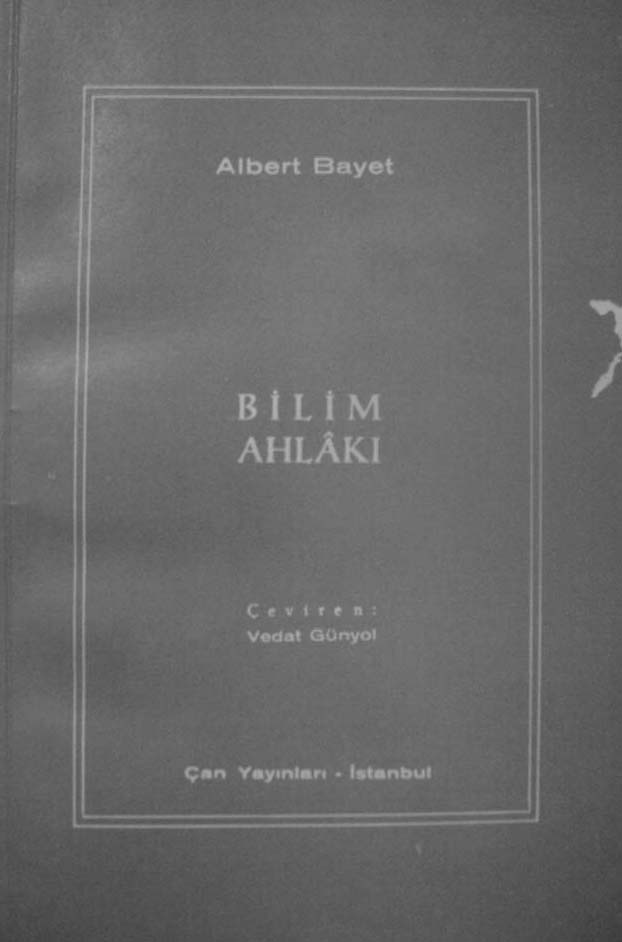 Albert Bayet
BİLİM
AHLÂKI
Çeviren:
Vedat Günyol
Çan Yayınları - İstanbul